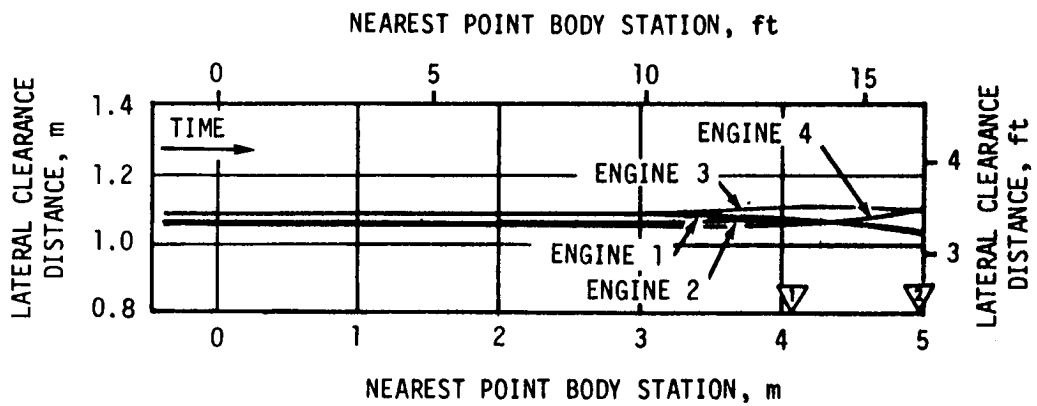 NEAREST POINT BODY STATION, ft
0 5 10 15
LATERAL CLEARANCE
DISTANCE, m
1.4
1.2
1.0
0.8
TIME
ENGINE 4
ENGINE 3
ENGINE 1
ENGINE 2
1
2
4
3
LATERAL CLEARANCE
DISTANCE, ft
0 1 2 3 4 5
NEAREST POINT BODY STATION, m